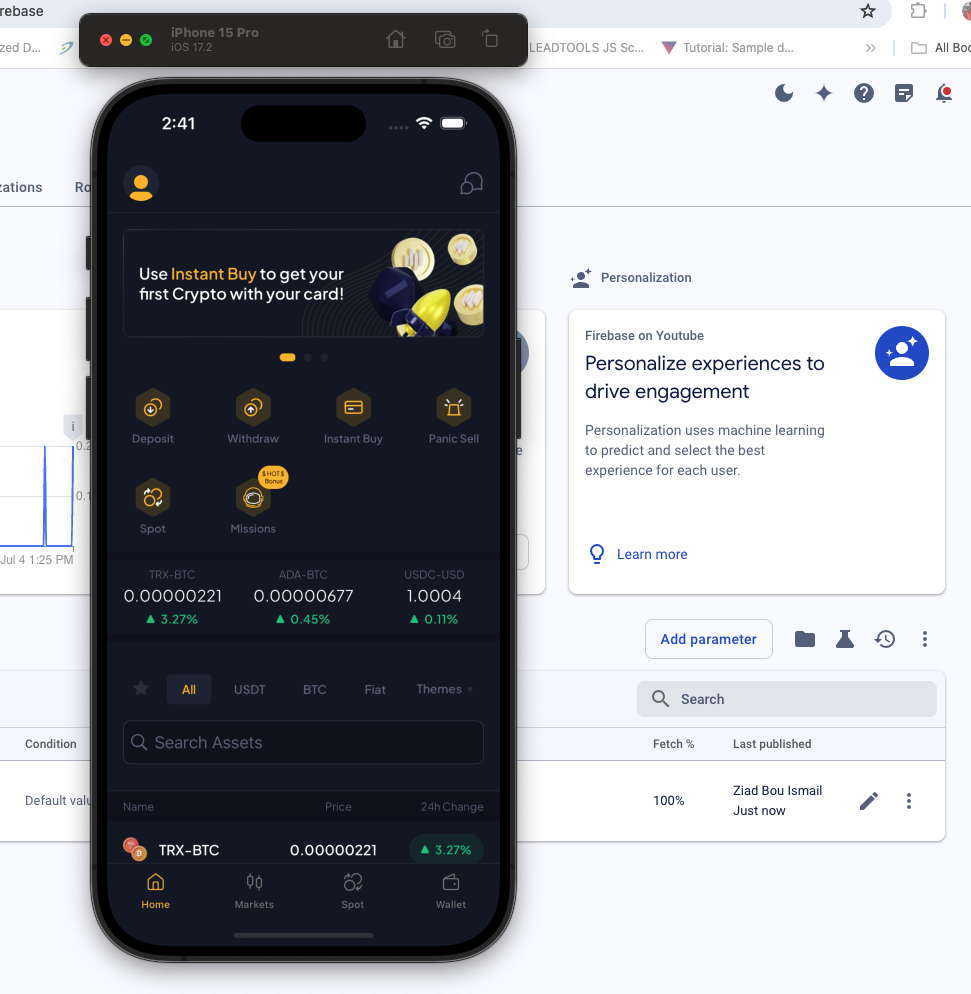 rebase
iPhone 15 Pro
iOS 17.2
zed D...
LEADTOOLS JS Sc...
Tutorial: Sample d...
»
All Boo
zations
Ro
2:41
Use Instant Buy to get your
first Crypto with your card!
Deposit
Withdraw
Instant Buy
Panic Sell
$ HOT $
Bonus
Spot
Missions
TRX-BTC
ADA-BTC
USDC-USD
0.00000221
0.00000677
1.0004
▲ 3.27%
▲ 0.45%
▲ 0.11%
All
USDT
BTC
Fiat
Themes
Search Assets
Name
Price
24h Change
TRX-BTC
0.00000221
▲ 3.27%
Home
Markets
Spot
Wallet
i
0.2
0.1
Jul 4 1:25 PM
e
Personalization
Firebase on Youtube
Personalize experiences to
drive engagement
Personalization uses machine learning
to predict and select the best
experience for each user.
Learn more
Add parameter
Search
Condition
Fetch %
Last published
Default valu
100%
Ziad Bou Ismail
Just now